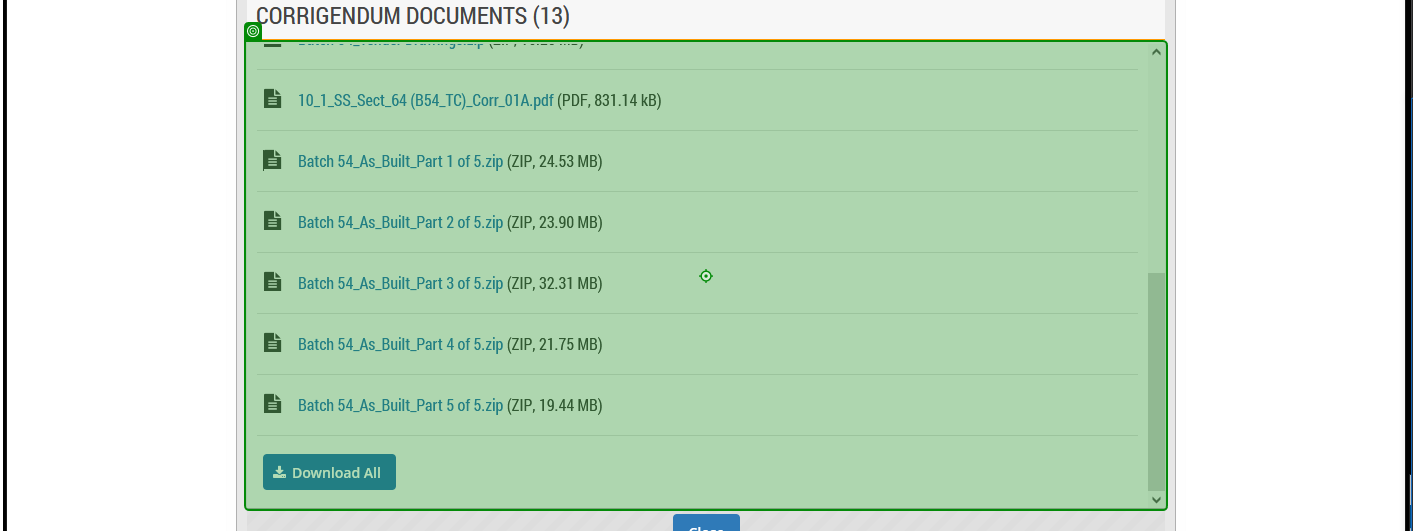 CORRIGENDUM DOCUMENTS (13)
10_1_SS_Sect_64 (B54_TC)_Corr_01A.pdf (PDF, 831.14 kB)
Batch 54_As_Built_Part 1 of 5.zip (ZIP, 24.53 MB)
Batch 54_As_Built_Part 2 of 5.zip (ZIP, 23.90 MB)
Batch 54_As_Built_Part 3 of 5.zip (ZIP, 32.31 MB)
Batch 54_As_Built_Part 4 of 5.zip (ZIP, 21.75 MB)
Batch 54_As_Built_Part 5 of 5.zip (ZIP, 19.44 MB)
Download All